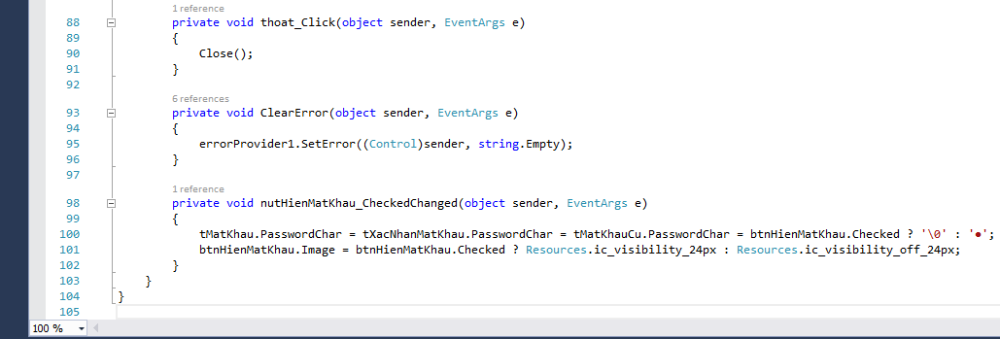 1 reference
88 private void thoat_Click(object sender, EventArgs e)
89 {
90 Close();
91 }
92
6 references
93 private void ClearError(object sender, EventArgs e)
94 {
95 errorProvider1.SetError((Control)sender, string.Empty);
96 }
97
1 reference
98 private void nutHienMatKhau_CheckedChanged(object sender, EventArgs e)
99 {
100 tMatKhau.PasswordChar = tXacNhanMatKhau.PasswordChar = tMatKhauCu.PasswordChar = btnHienMatKhau.Checked ? '\0' : '●';
101 btnHienMatKhau.Image = btnHienMatKhau.Checked ? Resources.ic_visibility_24px : Resources.ic_visibility_off_24px;
102 }
103 }
104 }
105
100 %